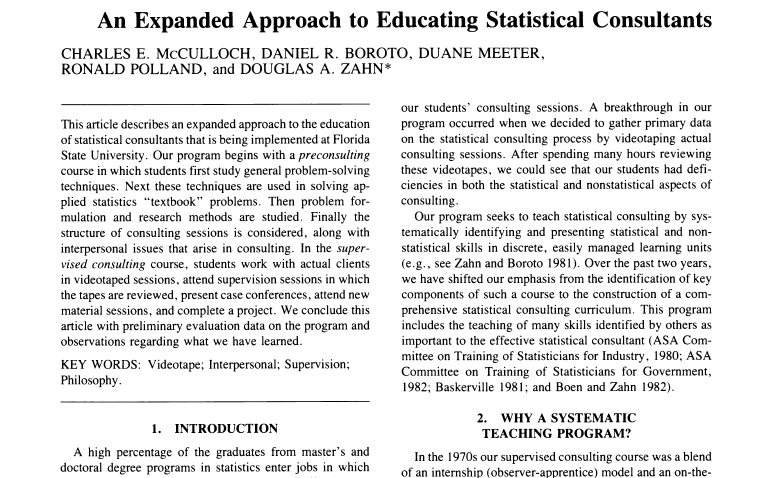 An Expanded Approach to Educating Statistical Consultants
CHARLES E. McCULLOCH, DANIEL R. BOROTO, DUANE MEETER,
RONALD POLLAND, and DOUGLAS A. ZAHN*
This article describes an expanded approach to the education
of statistical consultants that is being implemented at Florida
State University. Our program begins with a preconsulting
course in which students first study general problem-solving
techniques. Next these techniques are used in solving ap-
plied statistics “textbook” problems. Then problem for-
mulation and research methods are studied. Finally the
structure of consulting sessions is considered, along with
interpersonal issues that arise in consulting. In the super-
vised consulting course, students work with actual clients
in videotaped sessions, attend supervision sessions in which
the tapes are reviewed, present case conferences, attend new
material sessions, and complete a project. We conclude this
article with preliminary evaluation data on the program and
observations regarding what we have learned.
KEY WORDS: Videotape; Interpersonal; Supervision;
Philosophy.
1. INTRODUCTION
A high percentage of the graduates from master’s and
doctoral degree programs in statistics enter jobs in which
our students’ consulting sessions. A breakthrough in our
program occurred when we decided to gather primary data
on the statistical consulting process by videotaping actual
consulting sessions. After spending many hours reviewing
these videotapes, we could see that our students had defi-
ciencies in both the statistical and nonstatistical aspects of
consulting.
Our program seeks to teach statistical consulting by sys-
tematically identifying and presenting statistical and non-
statistical skills in discrete, easily managed learning units
(e.g., see Zahn and Boroto 1981). Over the past two years,
we have shifted our emphasis from the identification of key
components of such a course to the construction of a com-
prehensive statistical consulting curriculum. This program
includes the teaching of many skills identified by others as
important to the effective statistical consultant (ASA Com-
mittee on Training of Statisticians for Industry, 1980; ASA
Committee on Training of Statisticians for Government,
1982; Baskerville 1981; and Boen and Zahn 1982).
2. WHY A SYSTEMATIC
TEACHING PROGRAM?
In the 1970s our supervised consulting course was a blend
of an internship (observer-apprentice) model and an on-the-